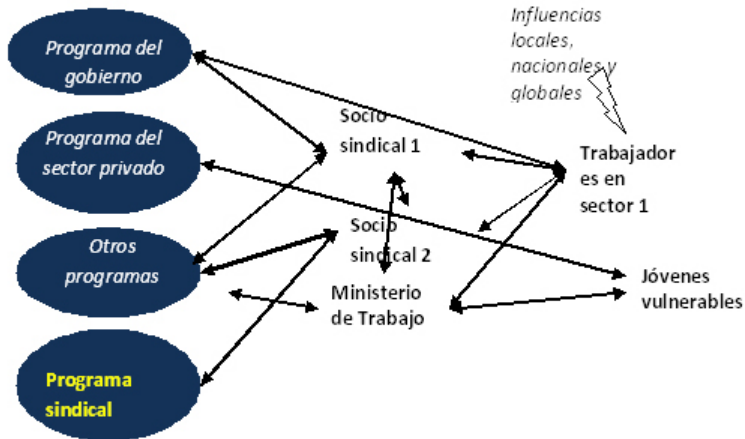 Programa del
gobierno
Programa del
sector privado
Otros
programas
Programa
sindical
Socio
sindical 1
Socio
sindical 2
Ministerio
de Trabajo
Influencias
locales,
nacionales y
globales
Trabajador
es en
sector 1
Jóvenes
vulnerables